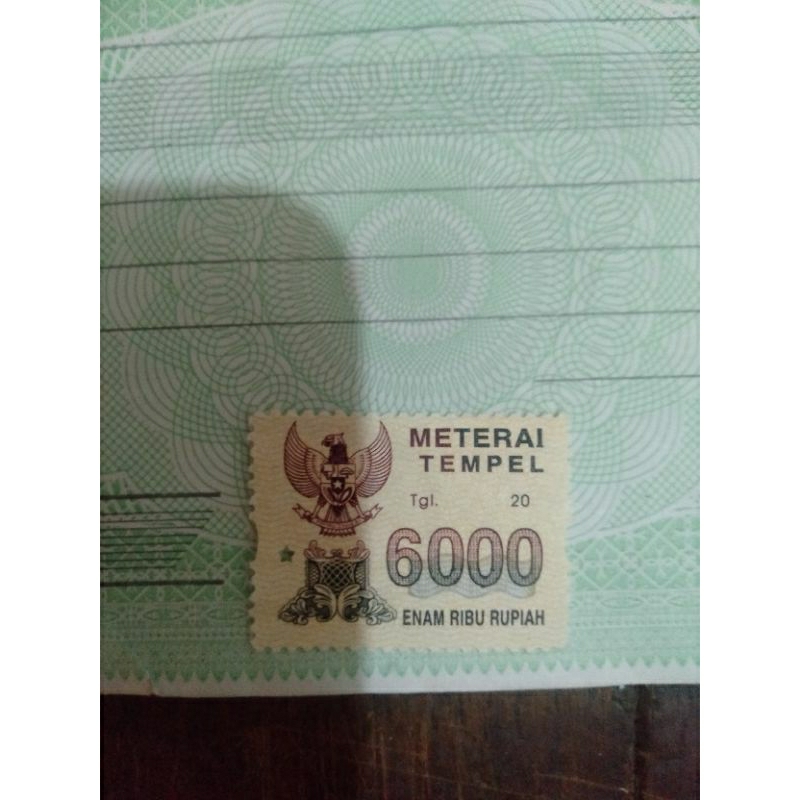 METERAI
TEMPEL
Tgl. 20
6000
ENAM RIBU RUPIAH